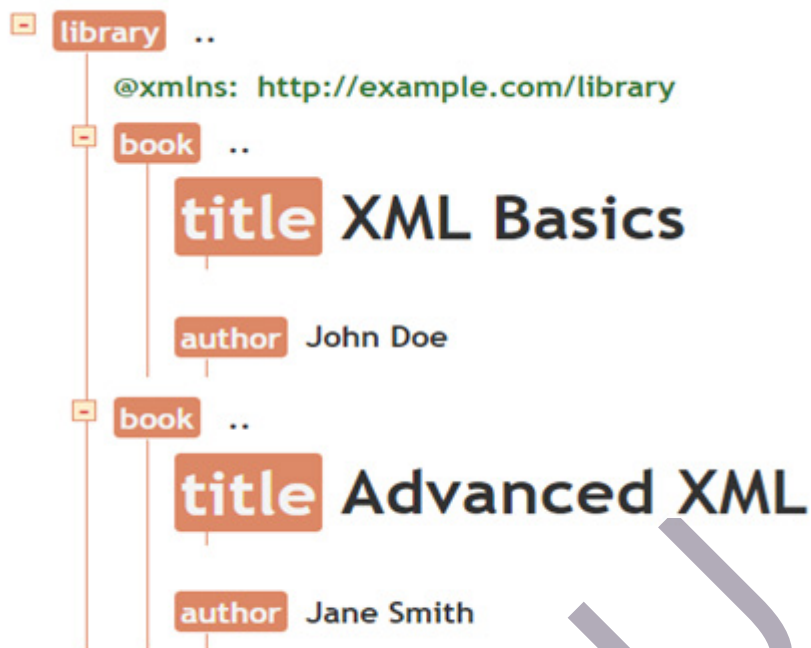 library ..
@xmlns: http://example.com/library
book ..
title XML Basics
author John Doe
book ..
title Advanced XML
author Jane Smith